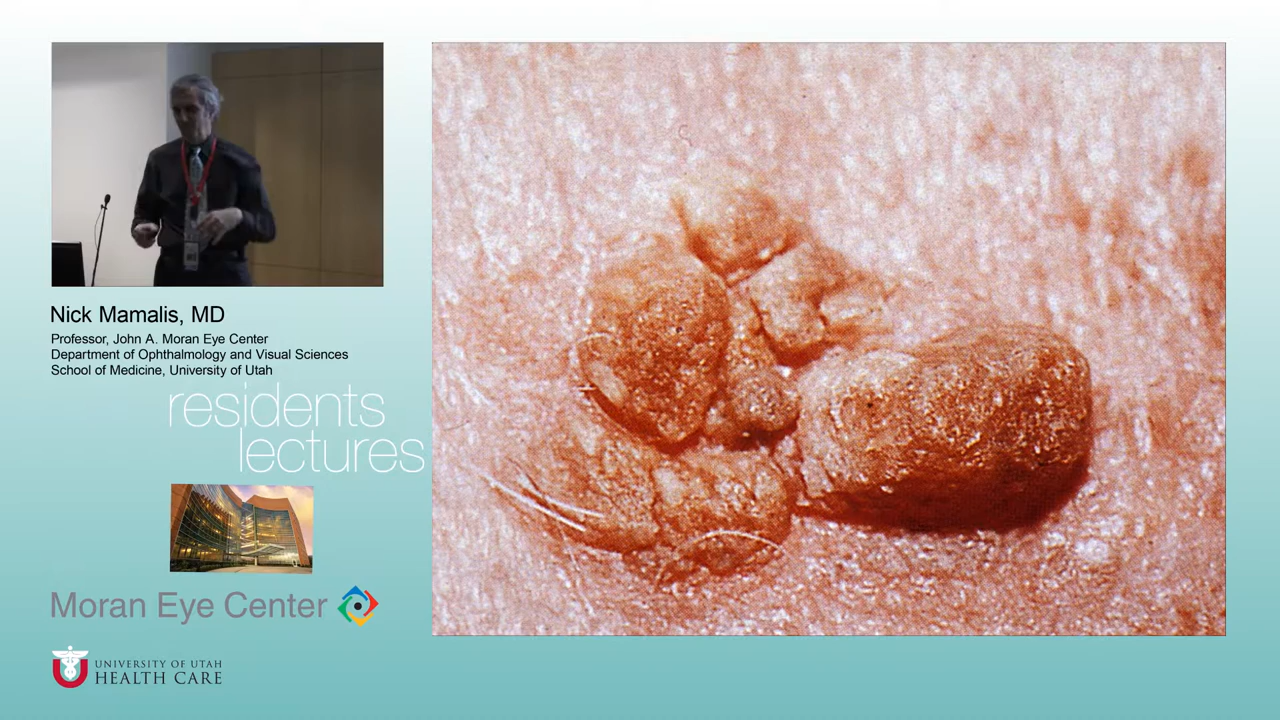 Nick Mamalis, MD
Professor, John A. Moran Eye Center
Department of Ophthalmology and Visual Sciences
School of Medicine, University of Utah
residents
lectures
Moran Eye Center
UNIVERSITY OF UTAH
HEALTH CARE